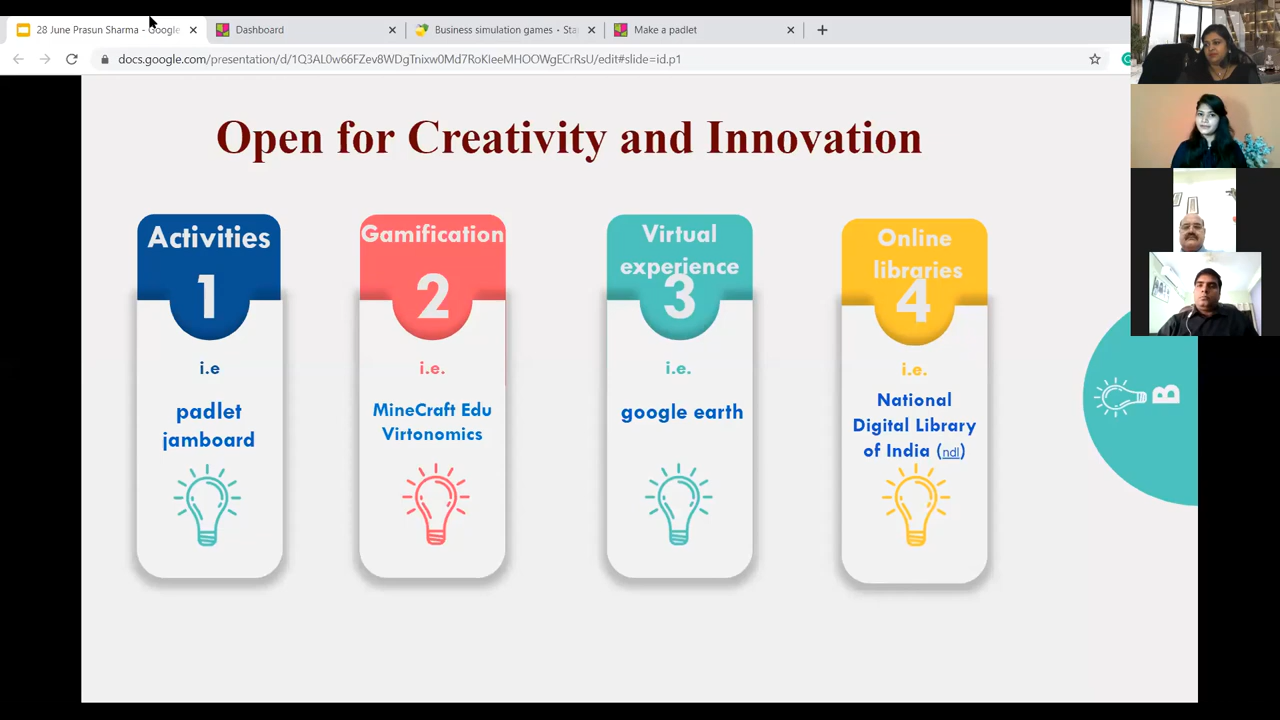 28 June Prasun Sharma - Google
Dashboard
Business simulation games - Sta
Make a padlet
docs.google.com/presentation/d/1Q3AL0w66FZev8WDgTnixw0Md7RoKleeMHOOWgECrRsU/edit#slide=id.p1
Open for Creativity and Innovation
Activities
1
i.e
padlet
jamboard
Gamification
2
i.e.
MineCraft Edu
Virtonomics
Virtual
experience
3
i.e.
google earth
Online
libraries
4
i.e.
National
Digital Library
of India (ndl)
B